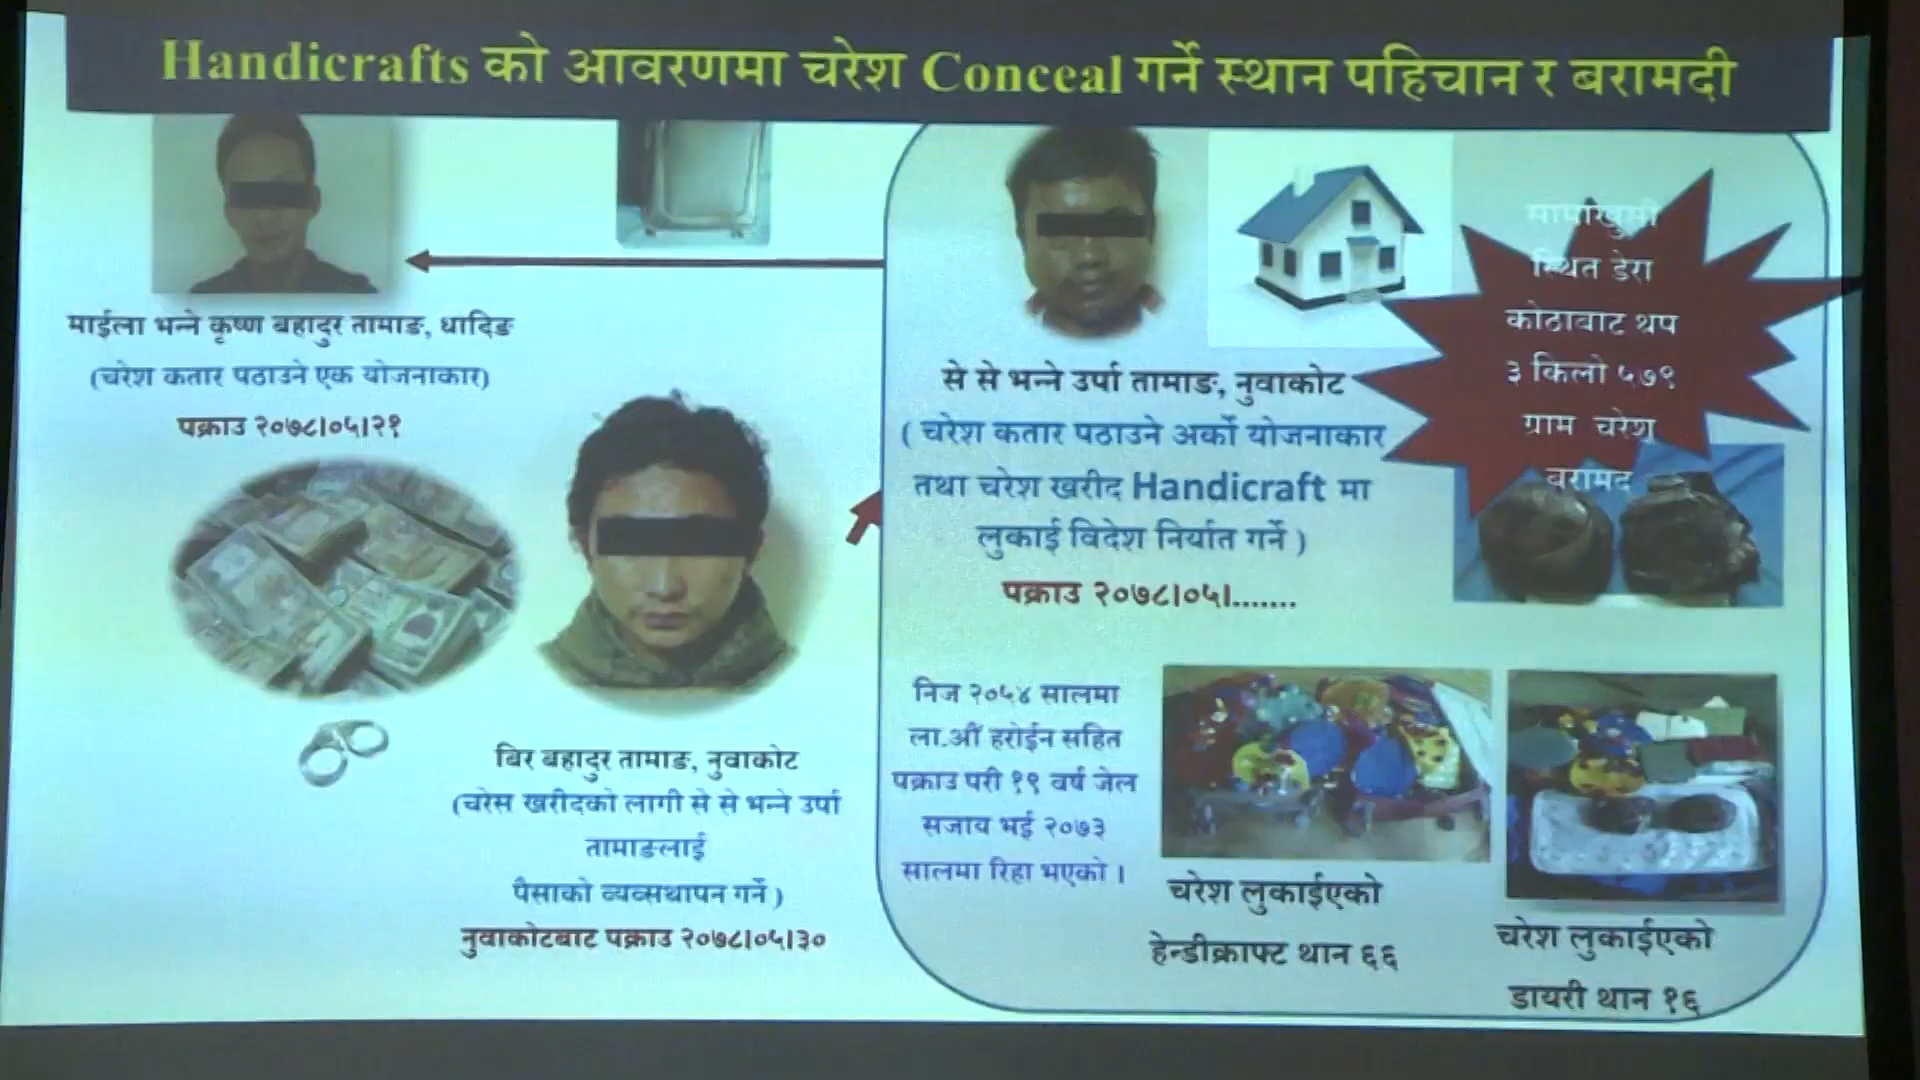 Handicrafts को आवरणमा चरेश Conceal गर्ने स्थान पहिचान र बरामदी
माईला भन्ने कृष्ण बहादुर तामाङ, धादिङ
(चरेश कतार पठाउने एक योजनाकार)
पक्राउ २०७८।०५।२१
बिर बहादुर तामाङ, नुवाकोट
(चरेस खरीदको लागी से से भन्ने उर्पा
तामाङलाई
पैसाको व्यव्सथापन गर्ने )
नुवाकोटबाट पक्राउ २०७८।०५।३०
से से भन्ने उर्पा तामाङ, नुवाकोट
( चरेश कतार पठाउने अर्को योजनाकार
तथा चरेश खरीद Handicraft मा
लुकाई विदेश निर्यात गर्ने )
पक्राउ २०७८।०५।.......
स्थित डेरा
कोठाबाट थप
३ किलो ५७९
ग्राम चरेश
बरामद
निज २०५४ सालमा
ला.औ हरोईन सहित
पक्राउ परी १९ वर्ष जेल
सजाय भई २०७३
सालमा रिहा भएको ।
चरेश लुकाईएको
हेन्डीक्राफ्ट थान ६६
चरेश लुकाईएको
डायरी थान १६